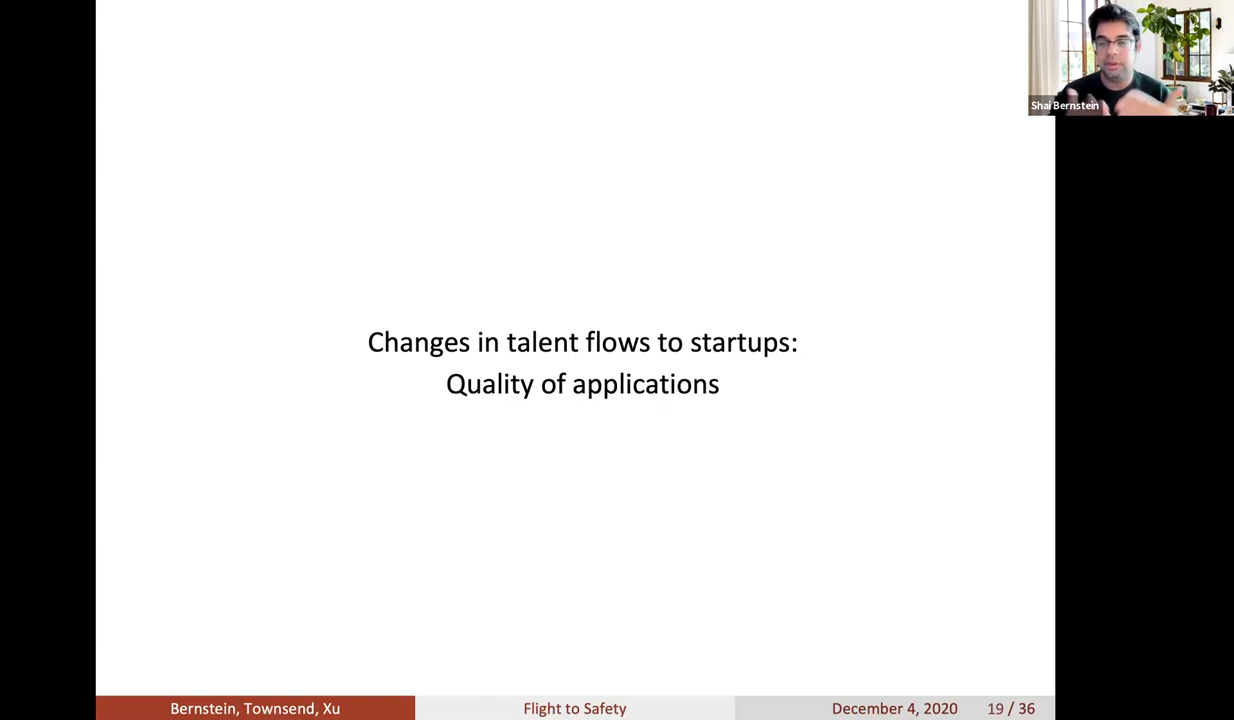 Shai Bernstein
Changes in talent flows to startups:
Quality of applications
Bernstein, Townsend, Xu
Flight to Safety
December 4, 2020
19 / 36